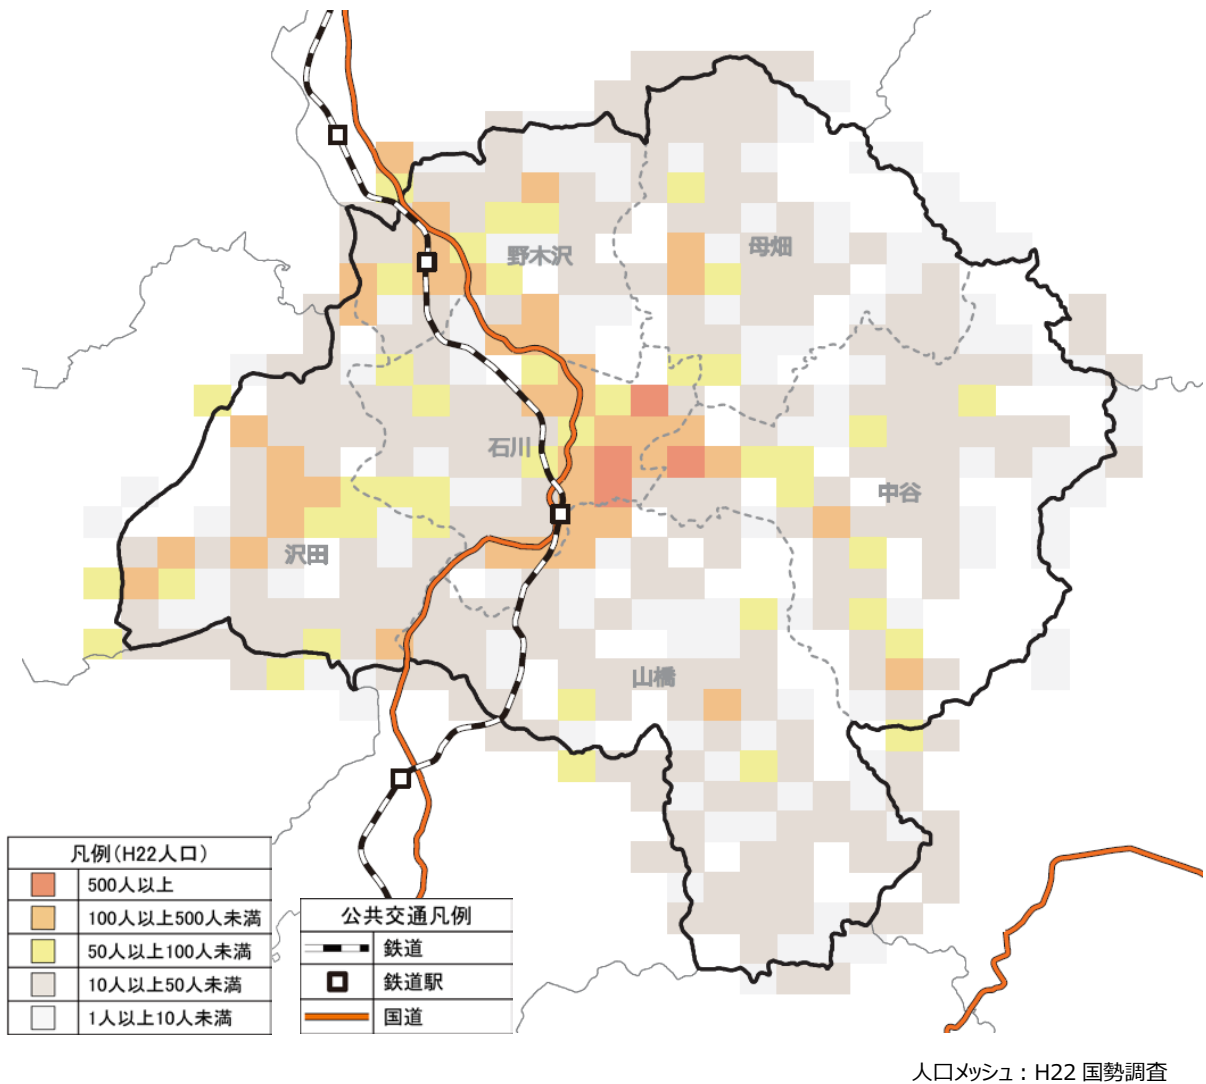 野木沢
母畑
石川
中谷
沢田
山橋
凡例(H22人口)
500人以上
100人以上500人未満
50人以上100人未満
10人以上50人未満
1人以上10人未満
公共交通凡例
鉄道
鉄道駅
国道
人口メッシュ：H22 国勢調査